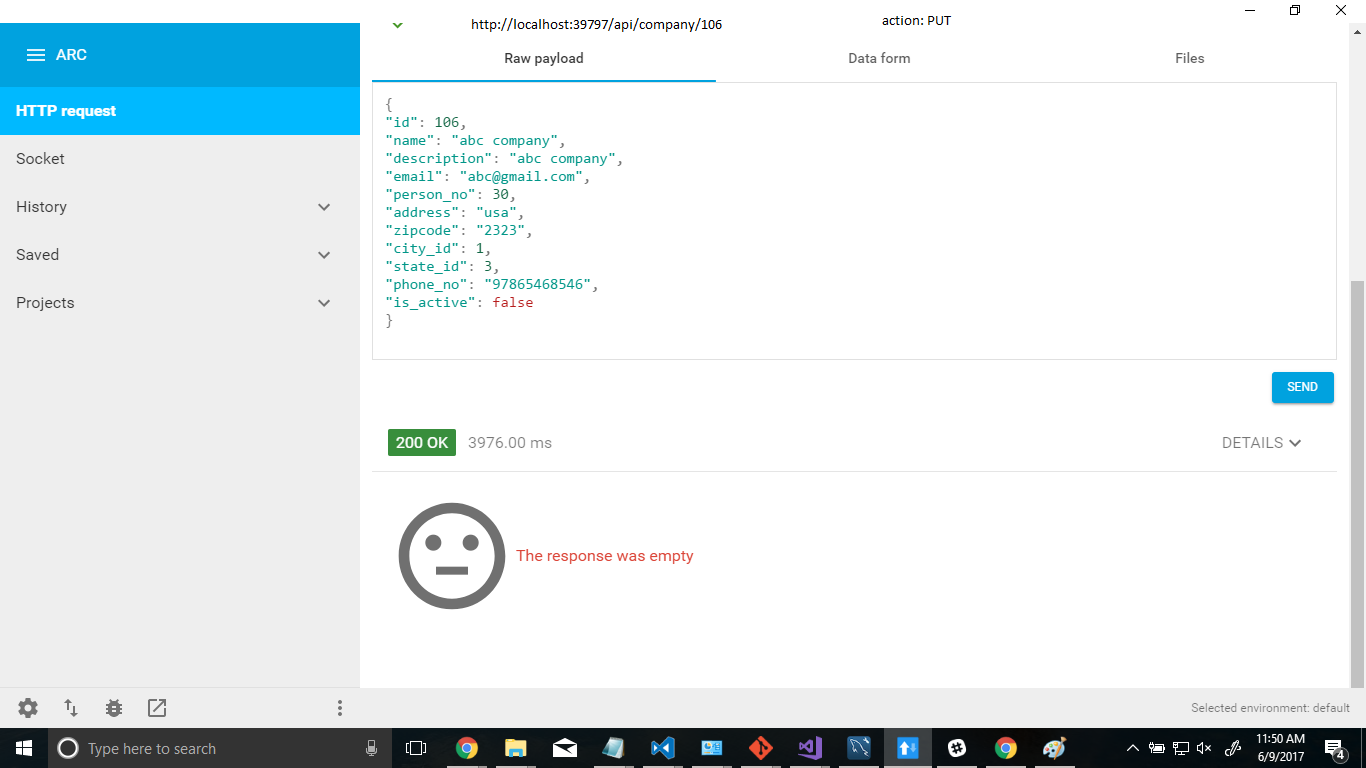 http://localhost:39797/api/company/106
action: PUT
ARC
Raw payload
Data form
Files
HTTP request
Socket
History
Saved
Projects
{
"id": 106,
"name": "abc company",
"description": "abc company",
"email": "abc@gmail.com",
"person_no": 30,
"address": "usa",
"zipcode": "2323",
"city_id": 1,
"state_id": 3,
"phone_no": "97865468546",
"is_active": false
}
SEND
200 OK
3976.00 ms
DETAILS
The response was empty
Selected environment: default
Type here to search
11:50 AM
6/9/2017
4